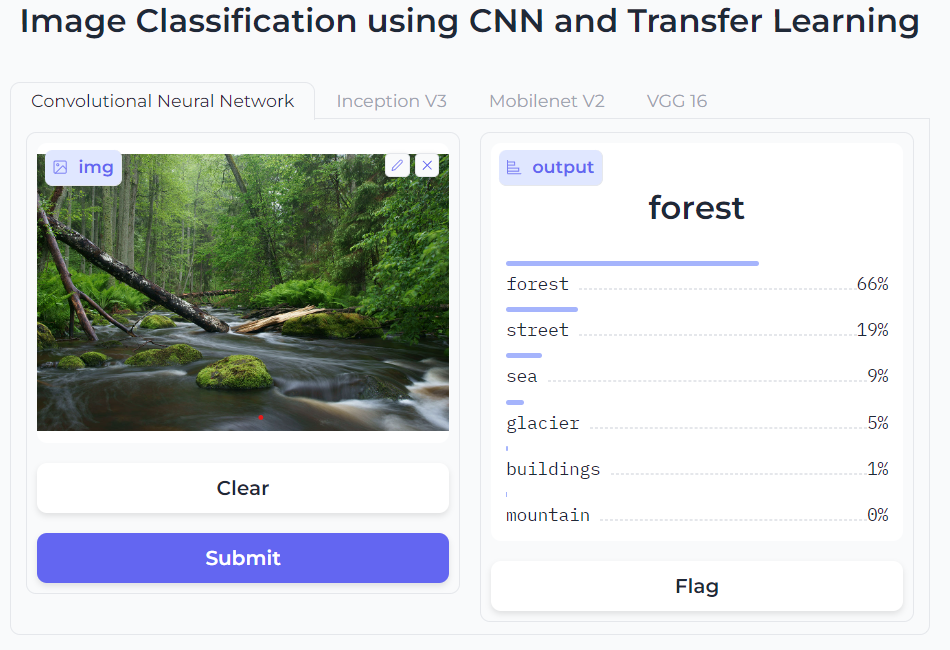 Image Classification using CNN and Transfer Learning
Convolutional Neural Network Inception V3 Mobilenet V2 VGG 16
img
output
forest
forest 66%
street 19%
sea 9%
glacier 5%
buildings 1%
mountain 0%
Clear
Submit
Flag